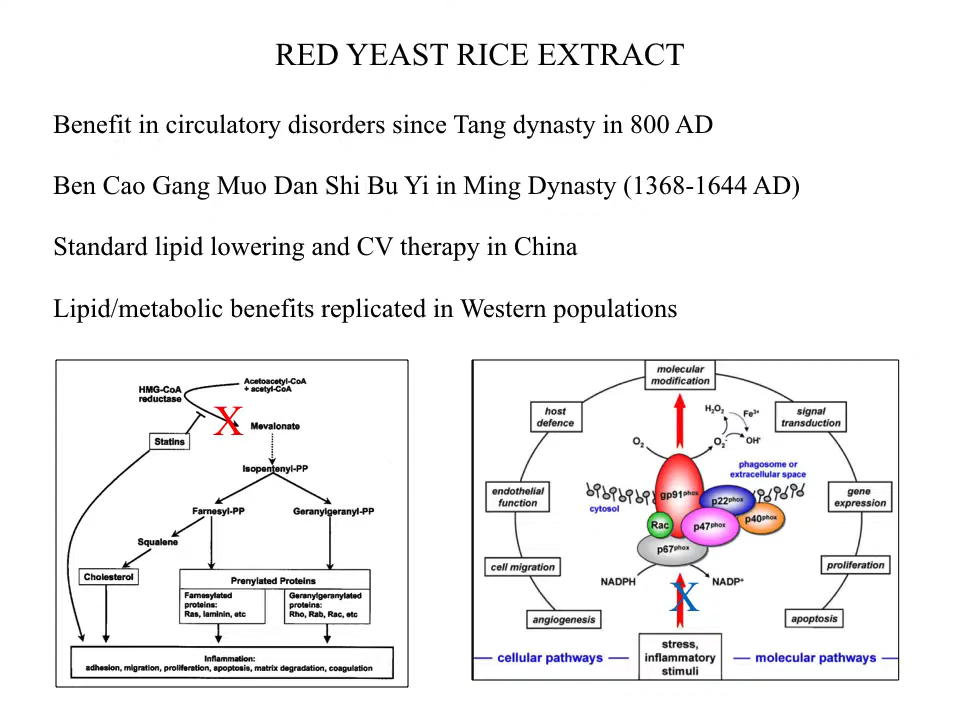 RED YEAST RICE EXTRACT
Benefit in circulatory disorders since Tang dynasty in 800 AD
Ben Cao Gang Muo Dan Shi Bu Yi in Ming Dynasty (1368-1644 AD)
Standard lipid lowering and CV therapy in China
Lipid/metabolic benefits replicated in Western populations
HMG-CoA
reductase
Acetoacetyl-CoA
+ acetyl-CoA
X
Mevalonate
Statins
Isopentenyl-PP
Farnesyl-PP
Geranylgeranyl-PP
Squalene
Cholesterol
Prenylated Proteins
Farnesylated
proteins:
Ras, laminin, etc
Geranylgeranylated
proteins:
Rho, Rab, Rac, etc
Inflammation:
adhesion, migration, proliferation, apoptosis, matrix degradation, coagulation
molecular
modification
host
defence
signal
transduction
H₂O₂
Fe³⁺
O₂
O₂⁻
OH•
phagosome or
extracellular space
endothelial
function
gene
expression
cytosol
gp91phox
p22phox
p40phox
Rac
p47phox
p67phox
cell migration
proliferation
NADPH
NADP⁺
X
angiogenesis
apoptosis
stress,
inflammatory
stimuli
cellular pathways
molecular pathways